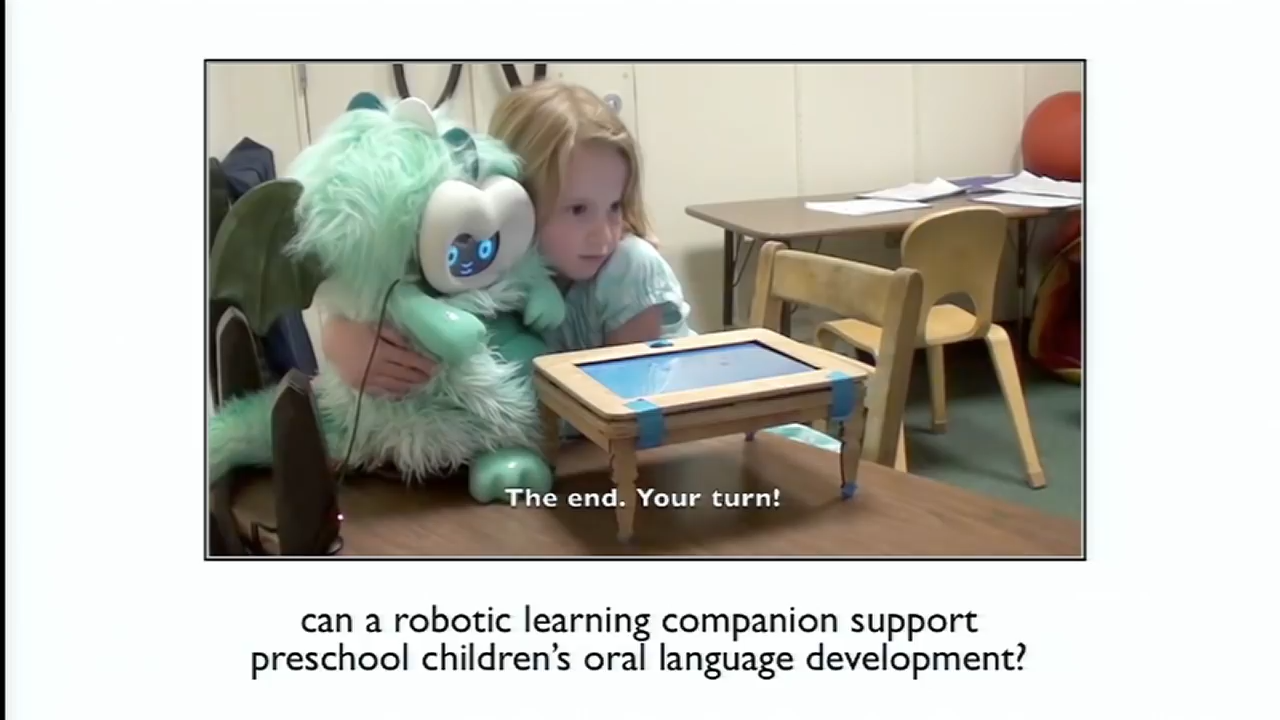 The end. Your turn!
can a robotic learning companion support
preschool children's oral language development?